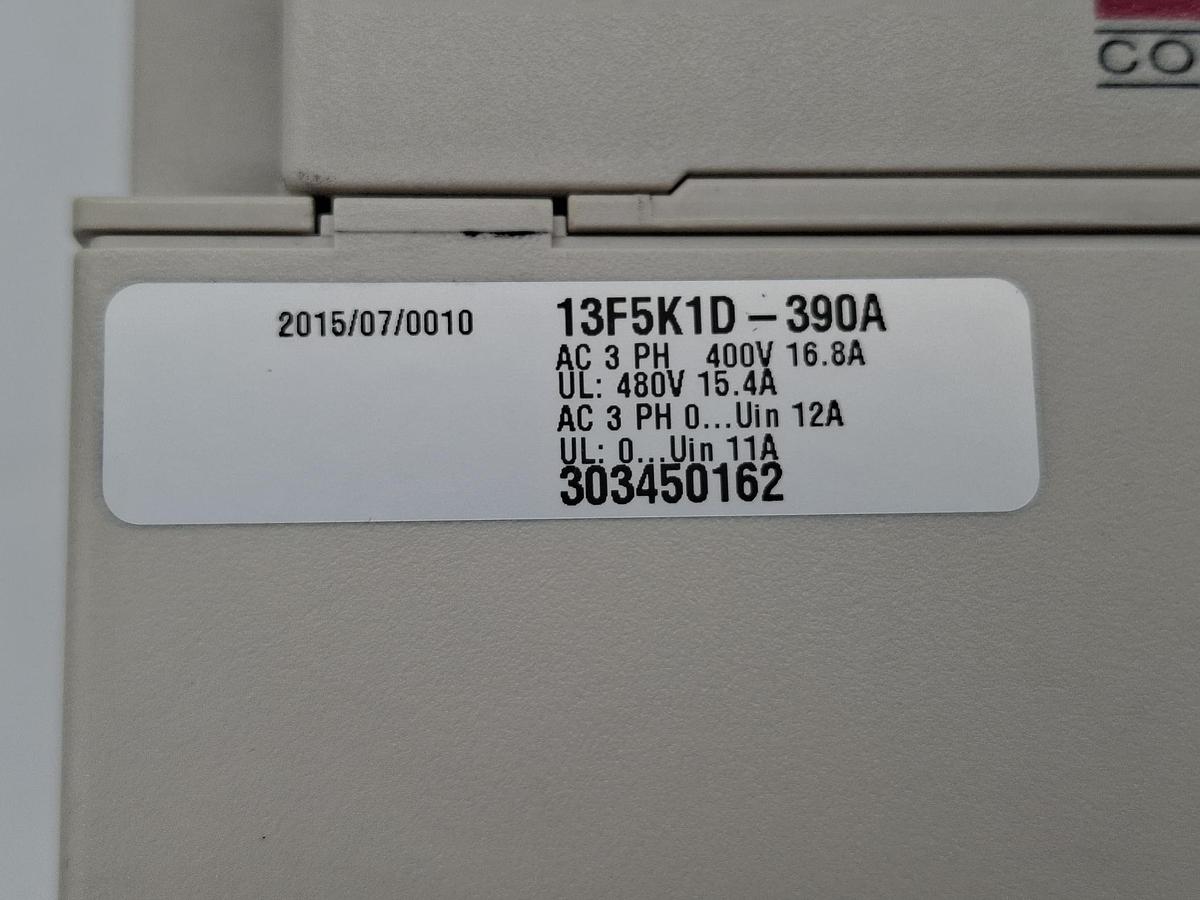 CO
2015/07/0010
13F5K1D – 390A
AC 3 PH 400V 16.8A
UL: 480V 15.4A
AC 3 PH 0...Uin 12A
UL: 0...Uin 11A
303450162